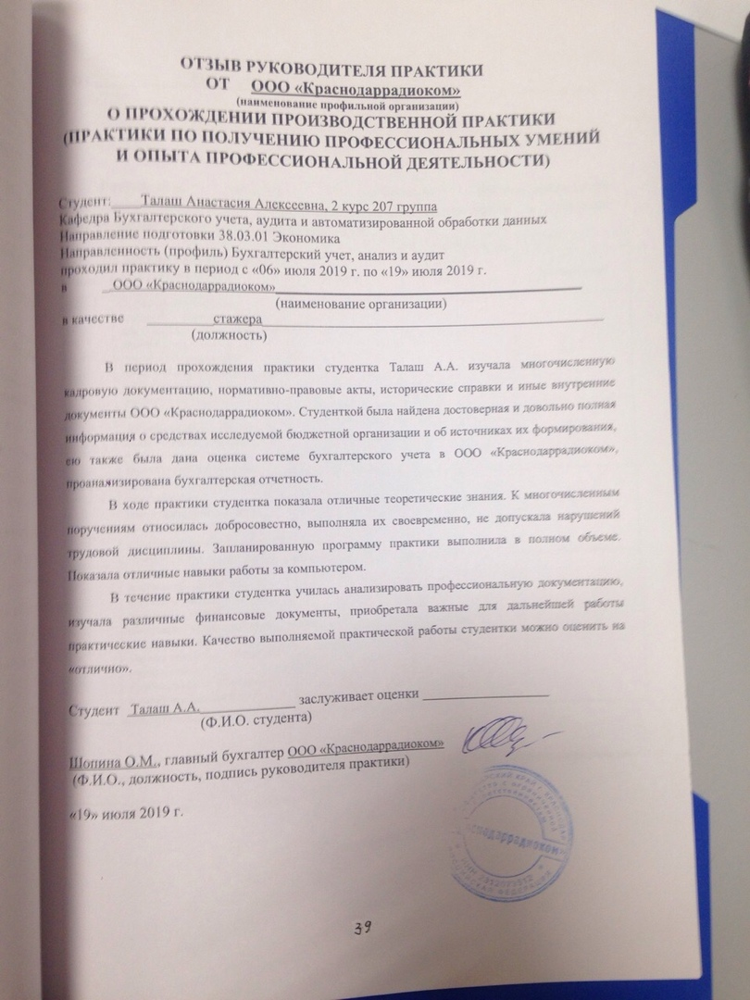 ОТЗЫВ РУКОВОДИТЕЛЯ ПРАКТИКИ
ОТ ООО «Краснодаррадиоком»
(наименование профильной организации)
О ПРОХОЖДЕНИИ ПРОИЗВОДСТВЕННОЙ ПРАКТИКИ
(ПРАКТИКИ ПО ПОЛУЧЕНИЮ ПРОФЕССИОНАЛЬНЫХ УМЕНИЙ
И ОПЫТА ПРОФЕССИОНАЛЬНОЙ ДЕЯТЕЛЬНОСТИ)
Студент: Талаш Анастасия Алексеевна, 2 курс 207 группа
Кафедра Бухгалтерского учета, аудита и автоматизированной обработки данных
Направление подготовки 38.03.01 Экономика
Направленность (профиль) Бухгалтерский учет, анализ и аудит
проходил практику в период с «06» июля 2019 г. по «19» июля 2019 г.
в ООО «Краснодаррадиоком»
(наименование организации)
в качестве стажера
(должность)
В период прохождения практики студентка Талаш А.А. изучала многочисленную
кадровую документацию, нормативно-правовые акты, исторические справки и иные внутренние
документы ООО «Краснодаррадиоком». Студенткой была найдена достоверная и довольно полная
информация о средствах исследуемой бюджетной организации и об источниках их формирования,
ею также была дана оценка системе бухгалтерского учета в ООО «Краснодаррадиоком»,
проанализирована бухгалтерская отчетность.
В ходе практики студентка показала отличные теоретические знания. К многочисленным
поручениям относилась добросовестно, выполняла их своевременно, не допускала нарушений
трудовой дисциплины. Запланированную программу практики выполнила в полном объеме.
Показала отличные навыки работы за компьютером.
В течение практики студентка училась анализировать профессиональную документацию,
изучала различные финансовые документы, приобретала важные для дальнейшей работы
практические навыки. Качество выполняемой практической работы студентки можно оценить на
«отлично».
Студент Талаш А.А. заслуживает оценки
(Ф.И.О. студента)
Шопина О.М., главный бухгалтер ООО «Краснодаррадиоком»
(Ф.И.О., должность, подпись руководителя практики)
«19» июля 2019 г.
39